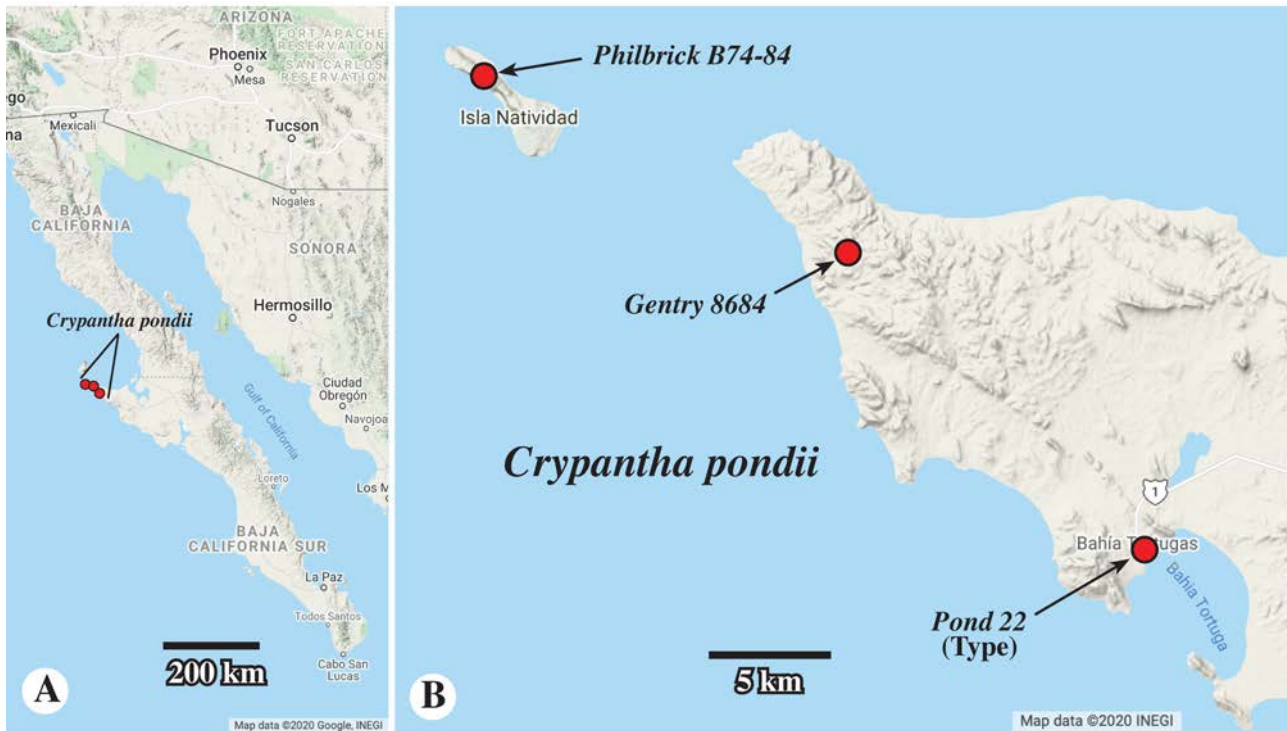 ARIZONA
FORT APACHE
RESERVATION
Phoenix
Mesa
SAN CARLOS
RESERVATION
ego
Mexicali
na
Tucson
Nogales
BAJA
CALIFORNIA
SONORA
Hermosillo
Crypantha pondii
Ciudad
Obregón
Navojoa
Gulf of California
Loreto
Los M
BAJA
CALIFORNIA SUR
La Paz
Todos Santos
Cabo San
Lucas
200 km
A
Map data ©2020 Google, INEGI
Philbrick B74-84
Isla Natividad
Gentry 8684
Crypantha pondii
1
Bahía Tortugas
Bahia Tortuga
Pond 22
(Type)
5 km
B
Map data ©2020 INEGI